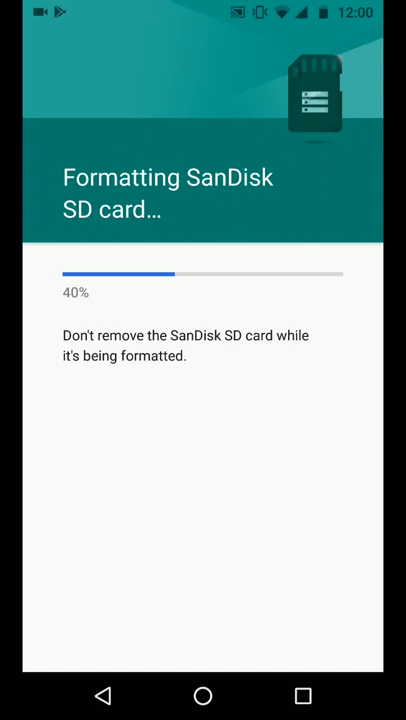 12:00
Formatting SanDisk
SD card...
40%
Don't remove the SanDisk SD card while
it's being formatted.